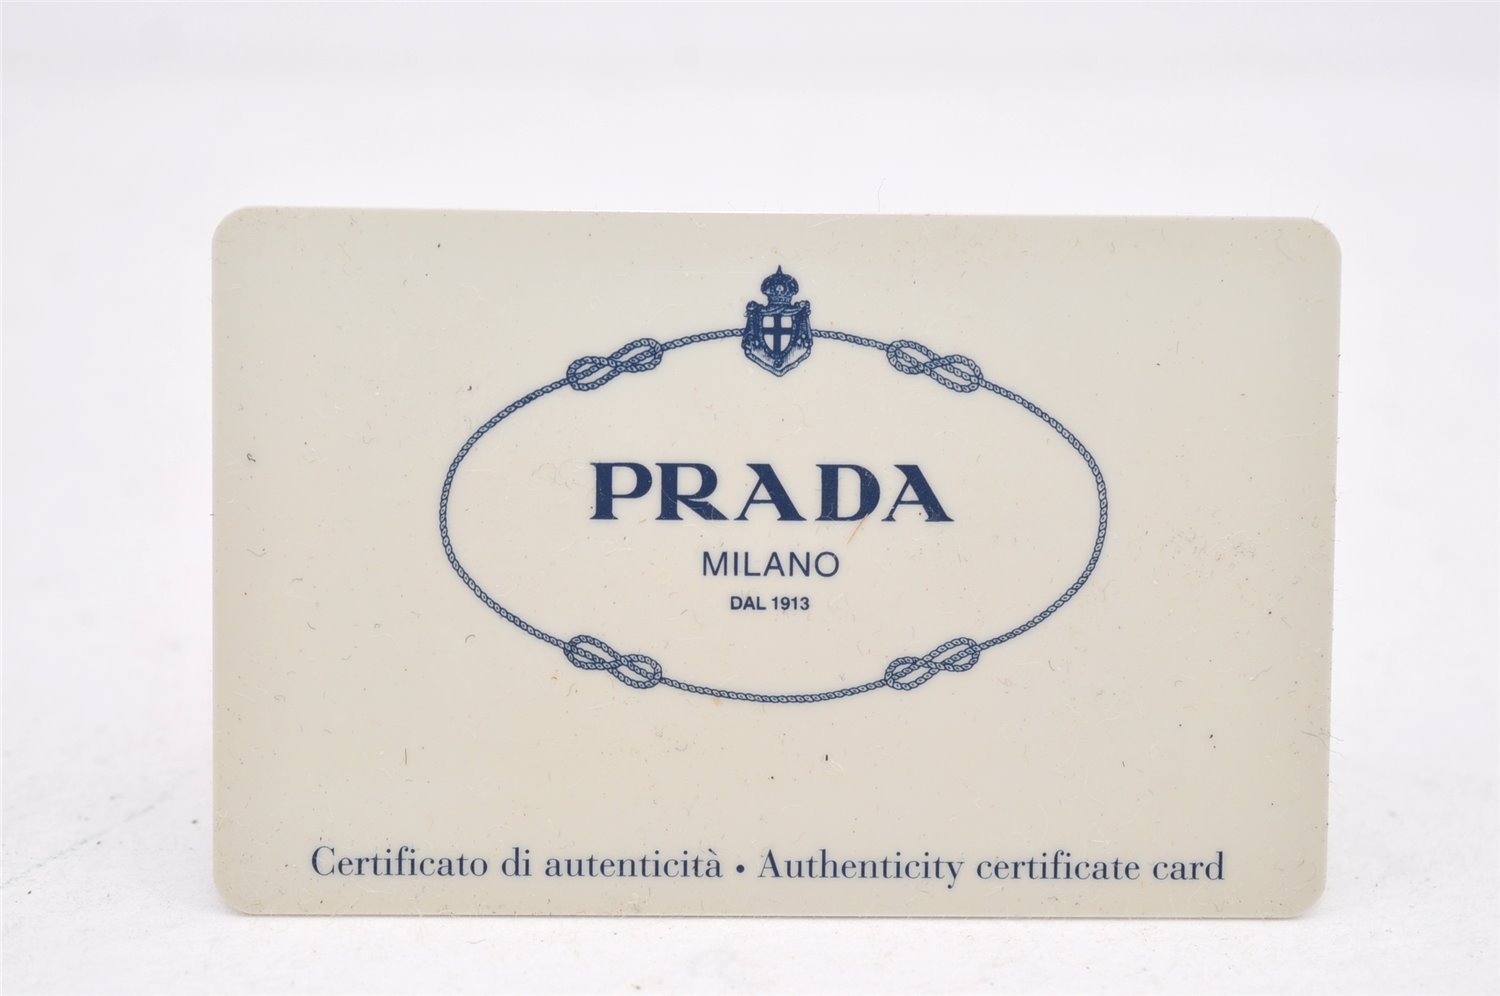 PRADA
MILANO
DAL 1913
Certificato di autenticità • Authenticity certificate card